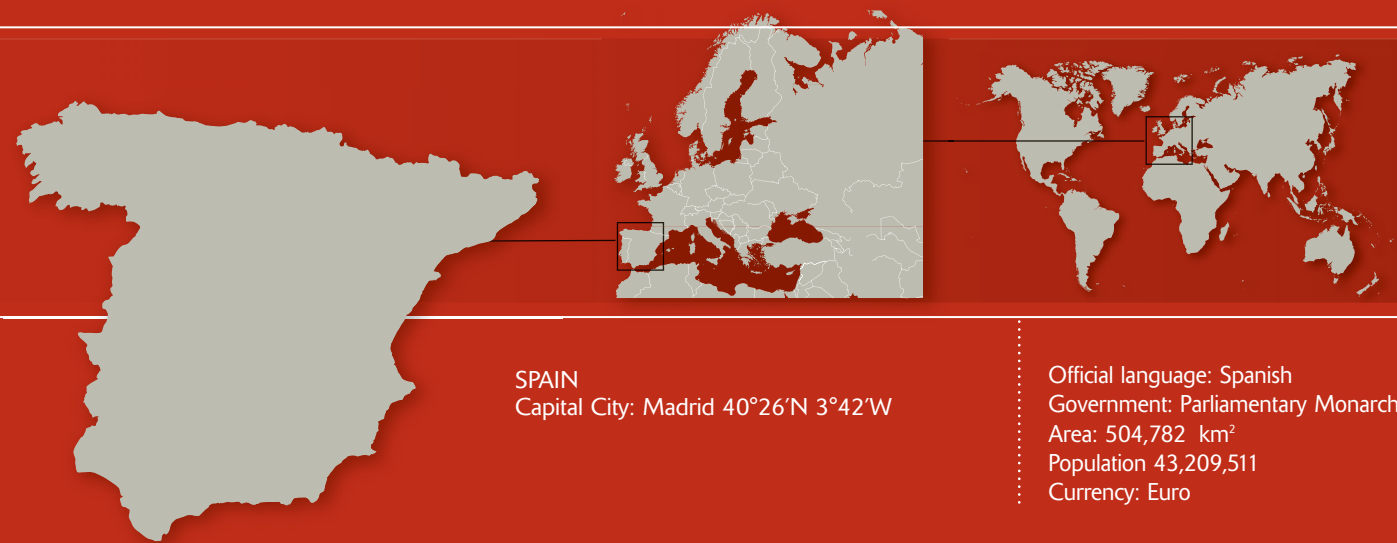 SPAIN
Capital City: Madrid 40°26′N 3°42′W
Official language: Spanish
Government: Parliamentary Monarch
Area: 504,782 km²
Population 43,209,511
Currency: Euro